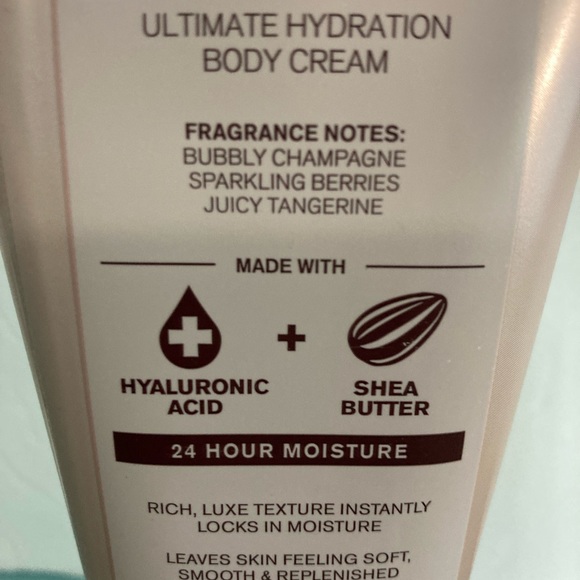 ULTIMATE HYDRATION
BODY CREAM
FRAGRANCE NOTES:
BUBBLY CHAMPAGNE
SPARKLING BERRIES
JUICY TANGERINE
MADE WITH
+
HYALURONIC
ACID
SHEA
BUTTER
24 HOUR MOISTURE
RICH, LUXE TEXTURE INSTANTLY
LOCKS IN MOISTURE
LEAVES SKIN FEELING SOFT,
SMOOTH & REPLENISHED